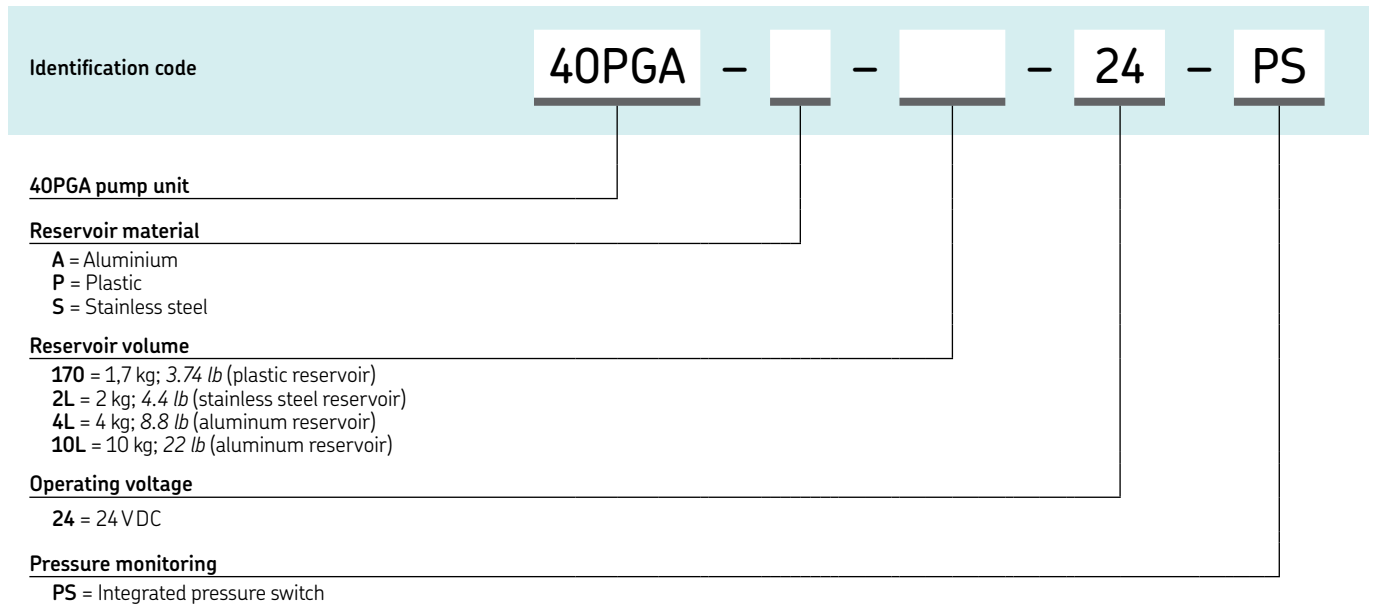 Identification code 40PGA – – – 24 – PS
40PGA pump unit
Reservoir material
A = Aluminium
P = Plastic
S = Stainless steel
Reservoir volume
170 = 1,7 kg; 3.74 lb (plastic reservoir)
2L = 2 kg; 4.4 lb (stainless steel reservoir)
4L = 4 kg; 8.8 lb (aluminum reservoir)
10L = 10 kg; 22 lb (aluminum reservoir)
Operating voltage
24 = 24 V DC
Pressure monitoring
PS = Integrated pressure switch